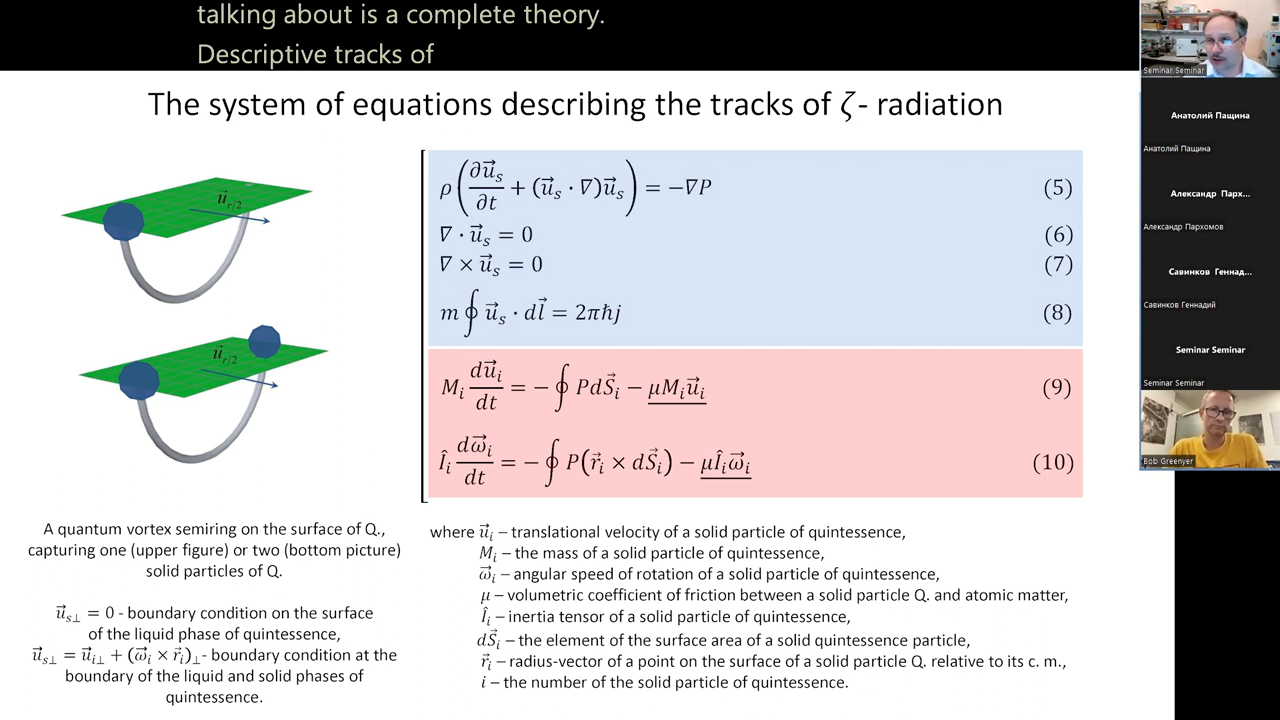 talking about is a complete theory.
Descriptive tracks of
The system of equations describing the tracks of ζ - radiation
u⃗ᵣ/₂
u⃗ᵣ/₂
ρ(∂u⃗ₛ/∂t + (u⃗ₛ · ∇)u⃗ₛ) = −∇P (5)
∇ · u⃗ₛ = 0 (6)
∇ × u⃗ₛ = 0 (7)
m∮u⃗ₛ · dl⃗ = 2πħj (8)
Mᵢ du⃗ᵢ/dt = − ∮ PdS⃗ᵢ − μMᵢu⃗ᵢ (9)
Îᵢ dω⃗ᵢ/dt = − ∮ P(r⃗ᵢ × dS⃗ᵢ) − μÎᵢω⃗ᵢ (10)
A quantum vortex semiring on the surface of Q.,
capturing one (upper figure) or two (bottom picture)
solid particles of Q.
u⃗ₛ⊥ = 0 - boundary condition on the surface
of the liquid phase of quintessence,
u⃗ₛ⊥ = u⃗ᵢ⊥ + (ω⃗ᵢ × r⃗ᵢ)⊥- boundary condition at the
boundary of the liquid and solid phases of
quintessence.
where u⃗ᵢ – translational velocity of a solid particle of quintessence,
Mᵢ – the mass of a solid particle of quintessence,
ω⃗ᵢ – angular speed of rotation of a solid particle of quintessence,
μ – volumetric coefficient of friction between a solid particle Q. and atomic matter,
Îᵢ – inertia tensor of a solid particle of quintessence,
dS⃗ᵢ – the element of the surface area of a solid quintessence particle,
r⃗ᵢ – radius-vector of a point on the surface of a solid particle Q. relative to its c. m.,
i – the number of the solid particle of quintessence.
Seminar Seminar
Анатолий Пащина
Анатолий Пащина
Александр Парх...
Александр Пархомов
Савинков Геннад...
Савинков Геннадий
Seminar Seminar
Seminar Seminar
Bob Greenyer